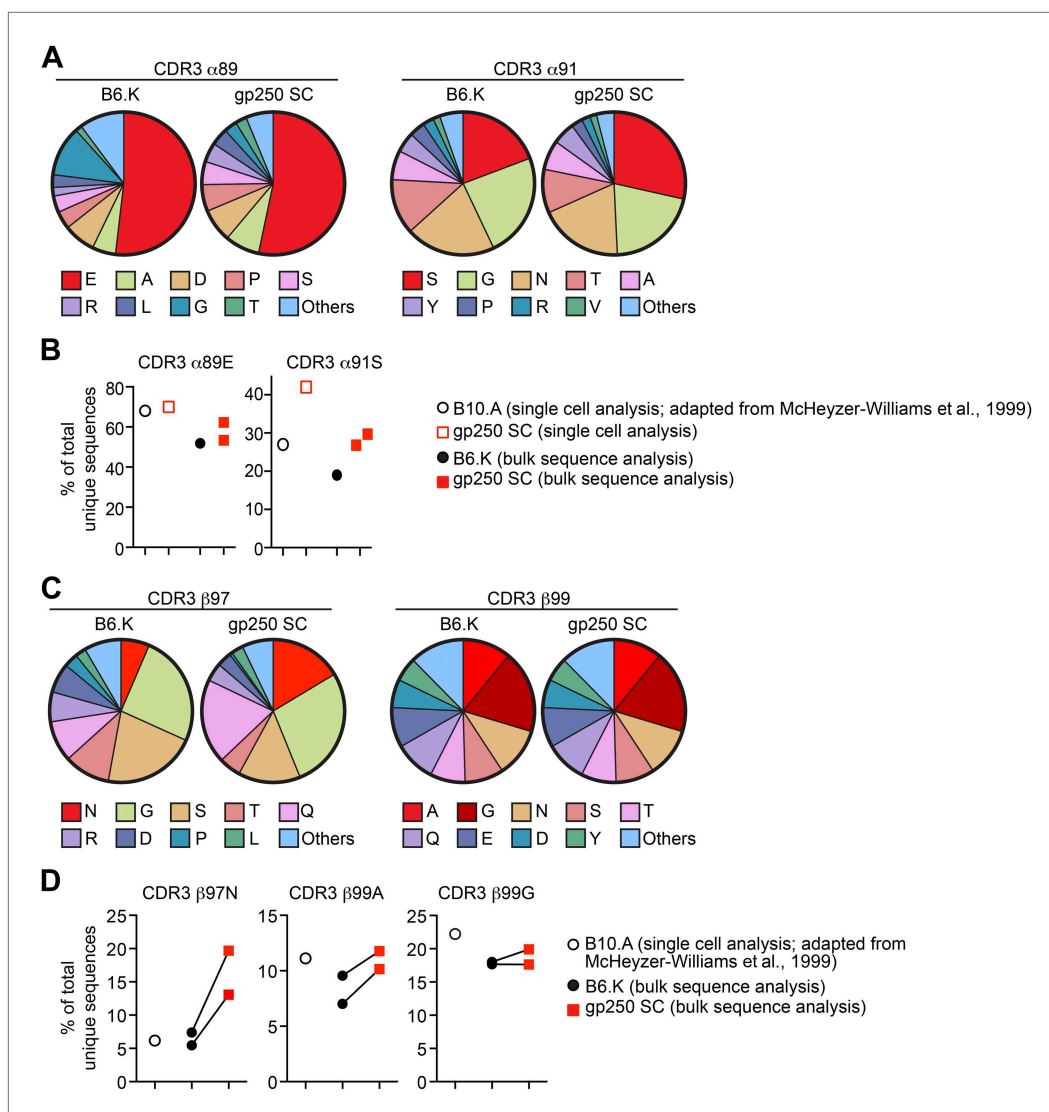 A
CDR3 α89
CDR3 α91
B6.K
gp250 SC
B6.K
gp250 SC
E
A
D
P
S
R
L
G
T
Others
S
G
N
T
A
Y
P
R
V
Others
B
CDR3 α89E
CDR3 α91S
% of total
unique sequences
80
60
40
20
0
40
30
20
10
0
B10.A (single cell analysis; adapted from McHeyzer-Williams et al., 1999)
gp250 SC (single cell analysis)
B6.K (bulk sequence analysis)
gp250 SC (bulk sequence analysis)
C
CDR3 β97
CDR3 β99
B6.K
gp250 SC
B6.K
gp250 SC
N
G
S
T
Q
R
D
P
L
Others
A
G
N
S
T
Q
E
D
Y
Others
D
CDR3 β97N
CDR3 β99A
CDR3 β99G
% of total
unique sequences
25
20
15
10
5
0
15
10
5
0
25
20
15
10
5
0
B10.A (single cell analysis; adapted from
McHeyzer-Williams et al., 1999)
B6.K (bulk sequence analysis)
gp250 SC (bulk sequence analysis)